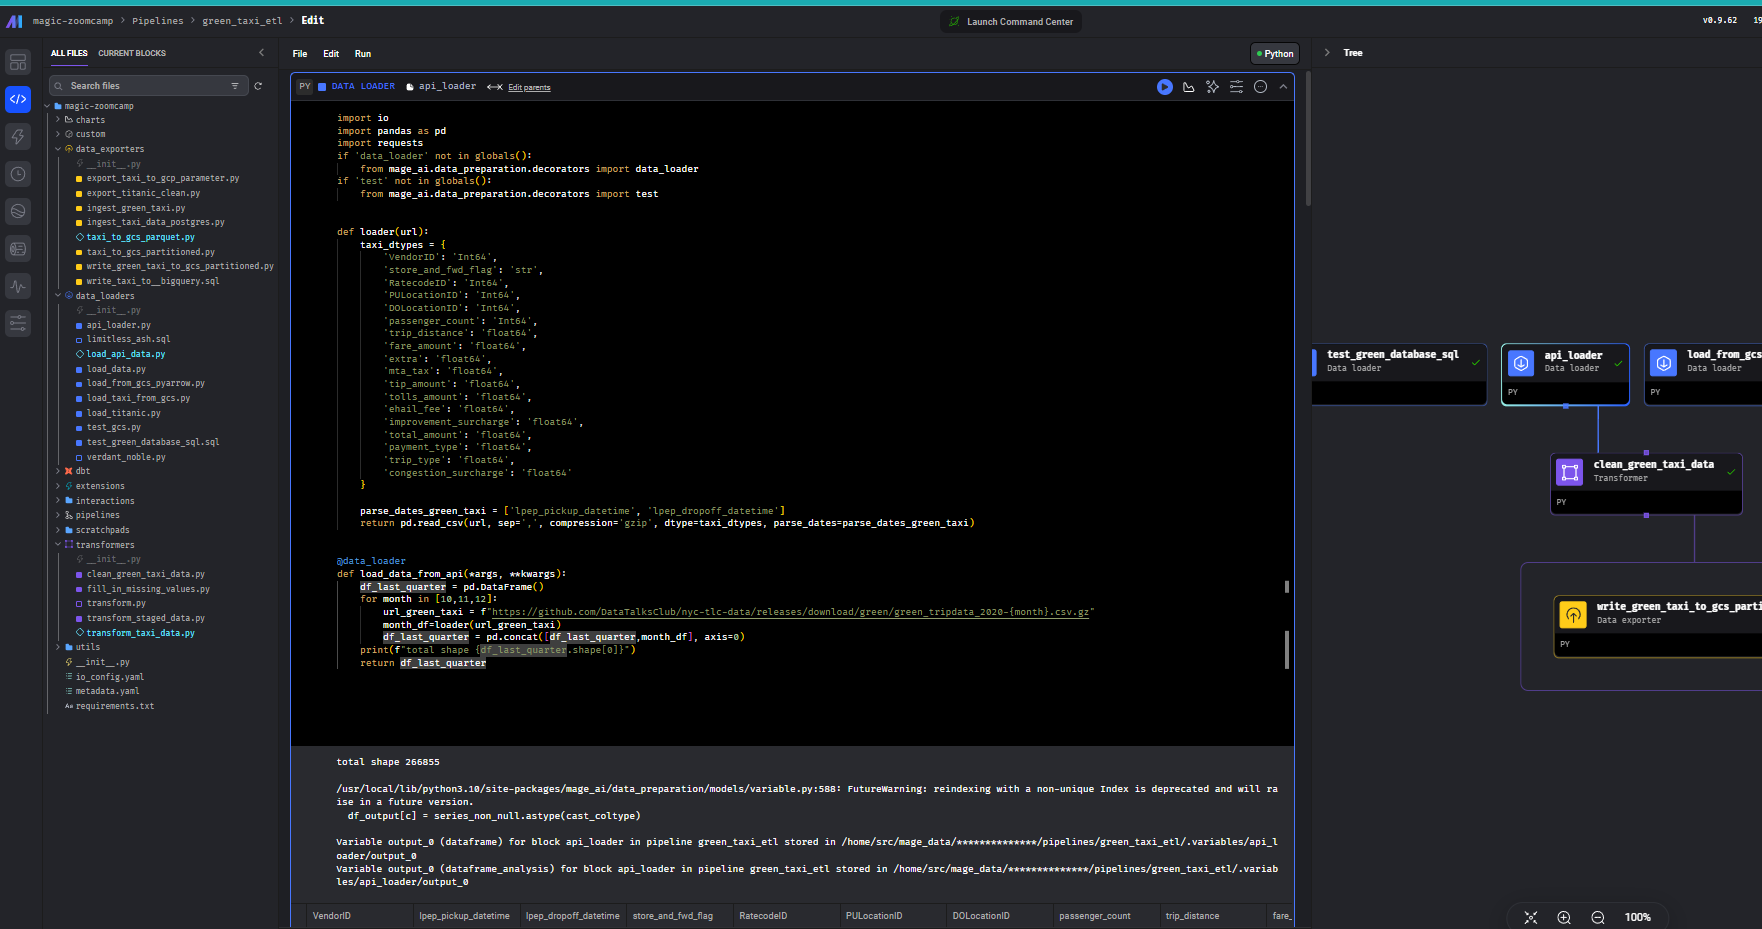 magic-zoomcamp > Pipelines > green_taxi_etl > Edit
Launch Command Center
v0.9.62
ALL FILES CURRENT BLOCKS
Search files
magic-zoomcamp
charts
custom
data_exporters
__init__.py
export_taxi_to_gcp_parameter.py
export_titanic_clean.py
ingest_green_taxi.py
ingest_taxi_data_postgres.py
taxi_to_gcs_parquet.py
taxi_to_gcs_partitioned.py
write_green_taxi_to_gcs_partitioned.py
write_taxi_to__bigquery.sql
data_loaders
__init__.py
api_loader.py
limitless_ash.sql
load_api_data.py
load_data.py
load_from_gcs_pyarrow.py
load_taxi_from_gcs.py
load_titanic.py
test_gcs.py
test_green_database_sql.sql
verdant_noble.py
dbt
extensions
interactions
pipelines
scratchpads
transformers
__init__.py
clean_green_taxi_data.py
fill_in_missing_values.py
transform.py
transform_staged_data.py
transform_taxi_data.py
utils
__init__.py
io_config.yaml
metadata.yaml
requirements.txt
File Edit Run
Python
PY DATA LOADER api_loader Edit parents
import io
import pandas as pd
import requests
if 'data_loader' not in globals():
from mage_ai.data_preparation.decorators import data_loader
if 'test' not in globals():
from mage_ai.data_preparation.decorators import test
def loader(url):
taxi_dtypes = {
'VendorID': 'Int64',
'store_and_fwd_flag': 'str',
'RatecodeID': 'Int64',
'PULocationID': 'Int64',
'DOLocationID': 'Int64',
'passenger_count': 'Int64',
'trip_distance': 'float64',
'fare_amount': 'float64',
'extra': 'float64',
'mta_tax': 'float64',
'tip_amount': 'float64',
'tolls_amount': 'float64',
'ehail_fee': 'float64',
'improvement_surcharge': 'float64',
'total_amount': 'float64',
'payment_type': 'float64',
'trip_type': 'float64',
'congestion_surcharge': 'float64'
}
parse_dates_green_taxi = ['lpep_pickup_datetime', 'lpep_dropoff_datetime']
return pd.read_csv(url, sep=',', compression='gzip', dtype=taxi_dtypes, parse_dates=parse_dates_green_taxi)
@data_loader
def load_data_from_api(*args, **kwargs):
df_last_quarter = pd.DataFrame()
for month in [10,11,12]:
url_green_taxi = f"https://github.com/DataTalksClub/nyc-tlc-data/releases/download/green/green_tripdata_2020-{month}.csv.gz"
month_df=loader(url_green_taxi)
df_last_quarter = pd.concat([df_last_quarter,month_df], axis=0)
print(f"total shape {df_last_quarter.shape[0]}")
return df_last_quarter
total shape 266855
/usr/local/lib/python3.10/site-packages/mage_ai/data_preparation/models/variable.py:588: FutureWarning: reindexing with a non-unique Index is deprecated and will ra
ise in a future version.
df_output[c] = series_non_null.astype(cast_coltype)
Variable output_0 (dataframe) for block api_loader in pipeline green_taxi_etl stored in /home/src/mage_data/**************/pipelines/green_taxi_etl/.variables/api_l
oader/output_0
Variable output_0 (dataframe_analysis) for block api_loader in pipeline green_taxi_etl stored in /home/src/mage_data/**************/pipelines/green_taxi_etl/.variab
les/api_loader/output_0
VendorID lpep_pickup_datetime lpep_dropoff_datetime store_and_fwd_flag RatecodeID PULocationID DOLocationID passenger_count trip_distance fare_
Tree
test_green_database_sql
Data loader
api_loader
Data loader
PY
load_from_gcs
Data loader
PY
clean_green_taxi_data
Transformer
PY
write_green_taxi_to_gcs_parti
Data exporter
PY
100%